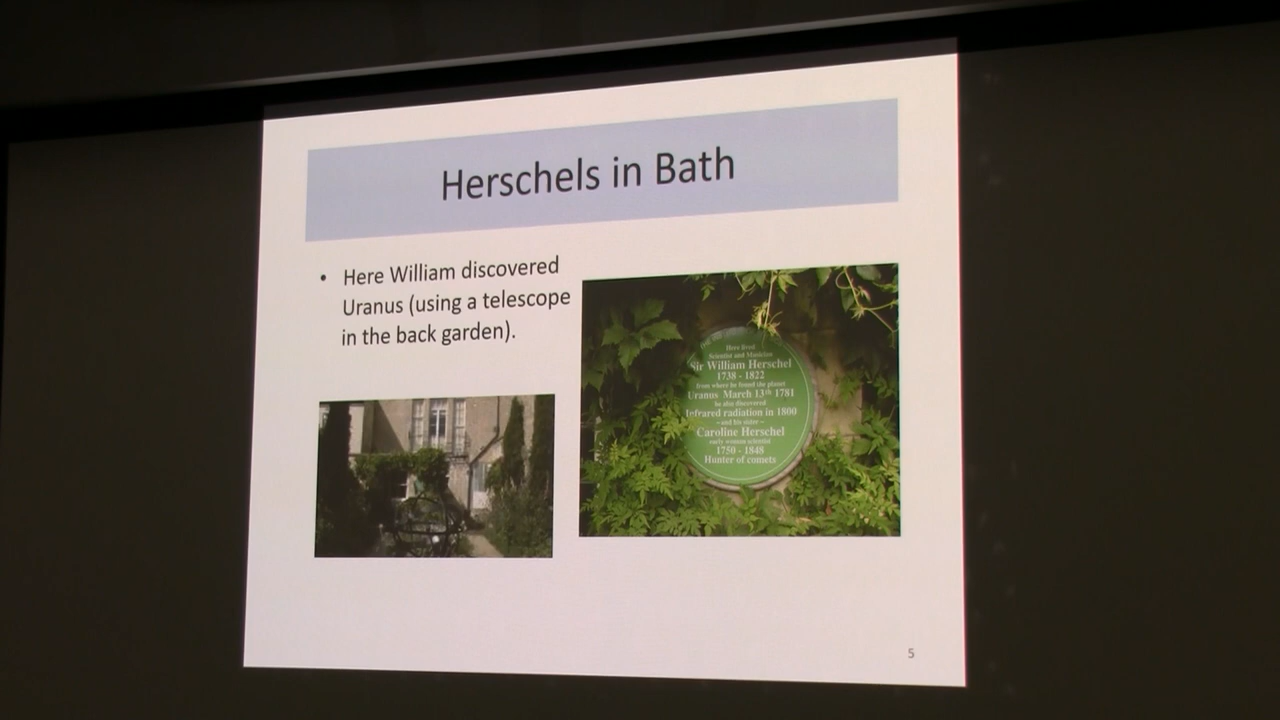 Herschels in Bath
• Here William discovered
Uranus (using a telescope
in the back garden).
Here lived
Scientist and Musician
Sir William Herschel
1738 - 1822
from where he found the planet
Uranus March 13th 1781
he also discovered
Infrared radiation in 1800
- and his sister -
Caroline Herschel
early woman scientist
1750 - 1848
Hunter of comets
5